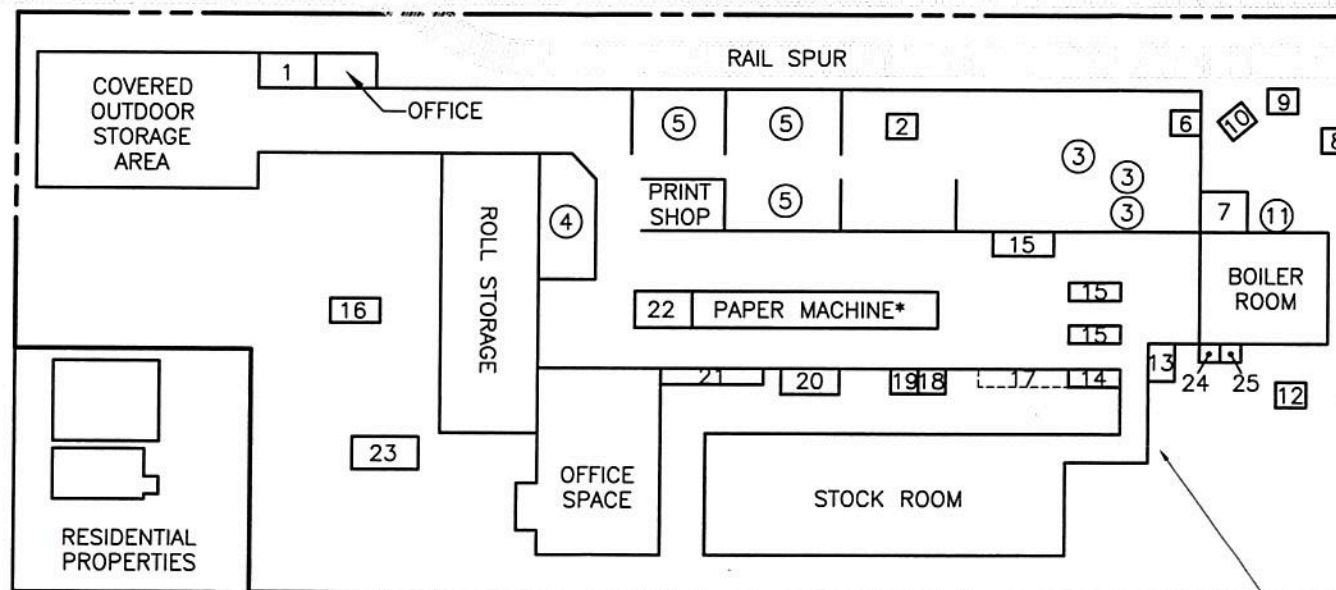 RAIL SPUR
COVERED
OUTDOOR
STORAGE
AREA
1
OFFICE
5
5
2
6
10
9
8
3
3
3
PRINT
SHOP
5
4
7
11
ROLL STORAGE
15
BOILER
ROOM
16
22
PAPER MACHINE*
15
15
13
24
25
12
21
20
19
18
17
14
23
OFFICE
SPACE
STOCK ROOM
RESIDENTIAL
PROPERTIES